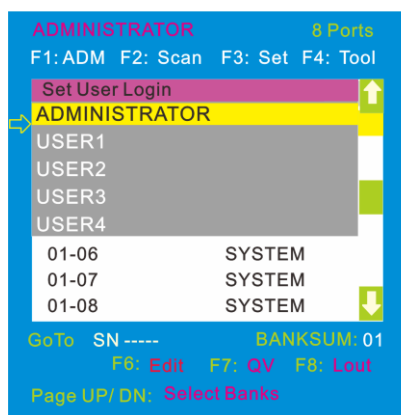 ADMINISTRATOR 8 Ports
F1: ADM F2: Scan F3: Set F4: Tool
Set User Login
ADMINISTRATOR
USER1
USER2
USER3
USER4
01-06 SYSTEM
01-07 SYSTEM
01-08 SYSTEM
GoTo SN ----- BANKSUM: 01
F6: Edit F7: QV F8: Lout
Page UP/ DN: Select Banks